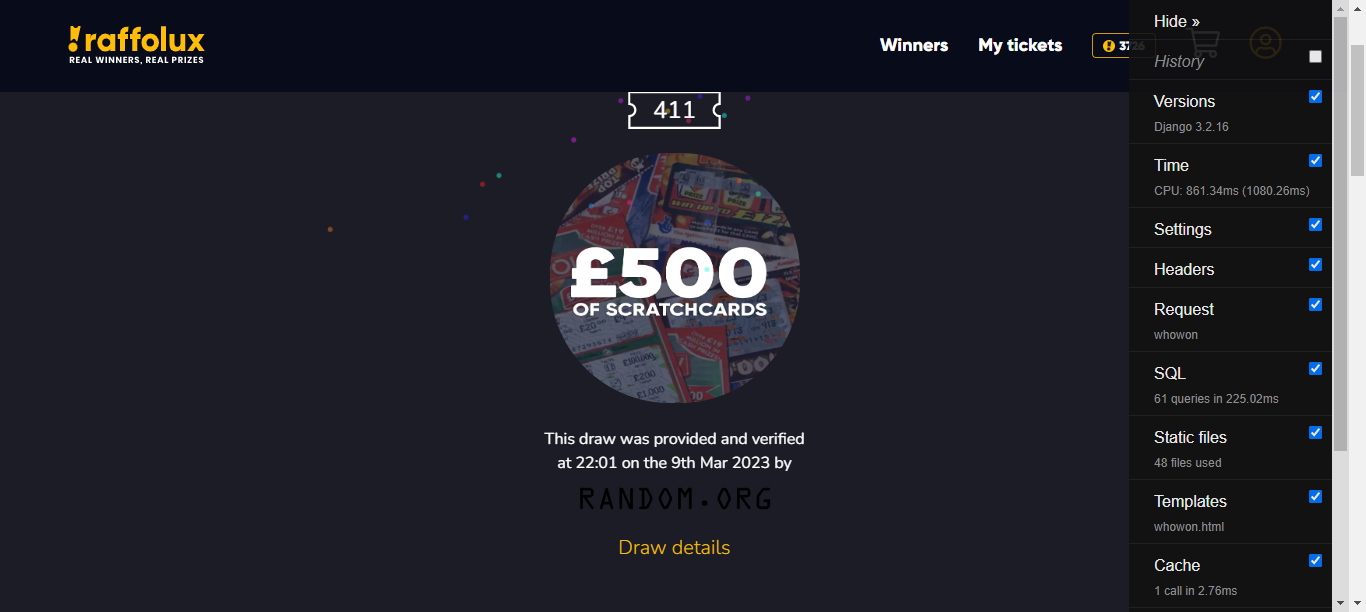 raffolux
REAL WINNERS, REAL PRIZES
Winners
My tickets
411
£500
OF SCRATCHCARDS
This draw was provided and verified
at 22:01 on the 9th Mar 2023 by
RANDOM.ORG
Draw details
Hide »
History
Versions
Django 3.2.16
Time
CPU: 861.34ms (1080.26ms)
Settings
Headers
Request
whowon
SQL
61 queries in 225.02ms
Static files
48 files used
Templates
whowon.html
Cache
1 call in 2.76ms